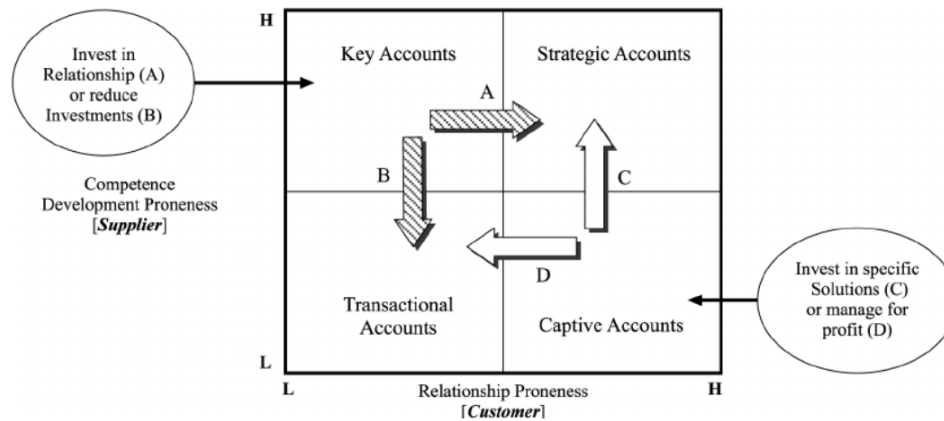 H
Key Accounts
Strategic Accounts
Invest in
Relationship (A)
or reduce
Investments (B)
A
Competence
Development Proneness
[Supplier]
B
C
D
Invest in specific
Solutions (C)
or manage for
profit (D)
Transactional
Accounts
Captive Accounts
L
L
Relationship Proneness
[Customer]
H